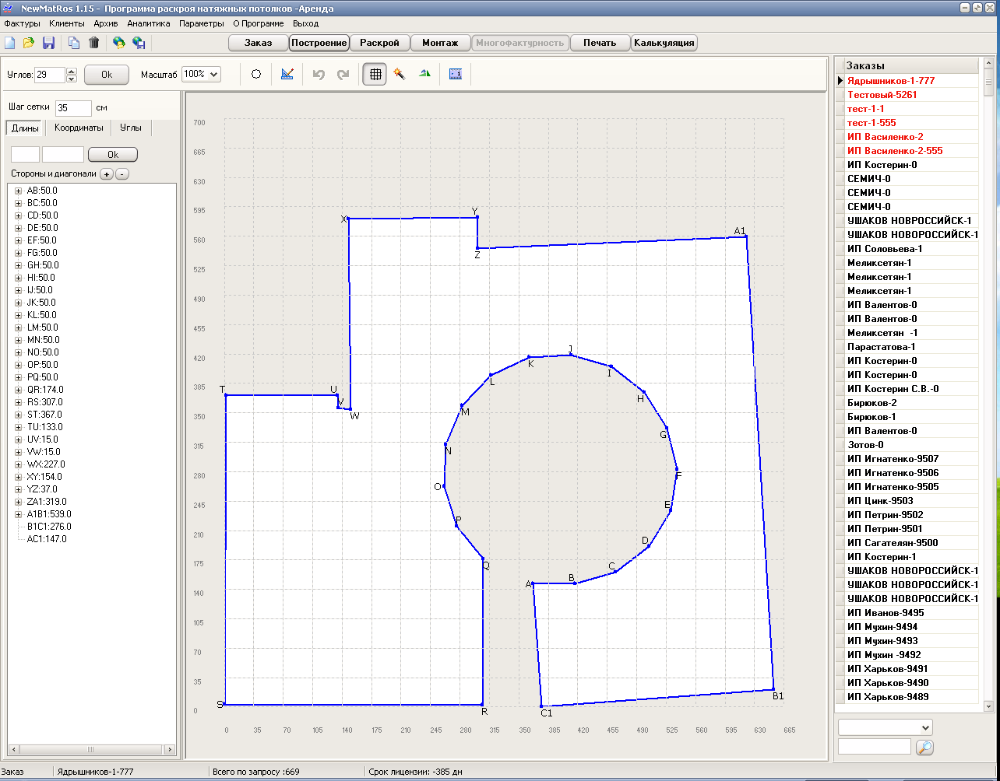 NewMatRos 1.15 - Программа раскроя натяжных потолков -Аренда
Фактуры Клиенты Архив Аналитика Параметры О Программе Выход
Заказ Построение Раскрой Монтаж Многофактурность Печать Калькуляция
Углов: 29 Ok Масштаб 100%
Шаг сетки 35 см
Длины Координаты Углы
Ok
Стороны и диагонали + -
AB:50.0
BC:50.0
CD:50.0
DE:50.0
EF:50.0
FG:50.0
GH:50.0
HI:50.0
IJ:50.0
JK:50.0
KL:50.0
LM:50.0
MN:50.0
NO:50.0
OP:50.0
PQ:50.0
QR:174.0
RS:307.0
ST:367.0
TU:133.0
UV:15.0
VW:15.0
WX:227.0
XY:154.0
YZ:37.0
ZA1:319.0
A1B1:539.0
B1C1:276.0
AC1:147.0
700
665
630
595
560
525
490
455
420
385
350
315
280
245
210
175
140
105
70
35
0
0 35 70 105 140 175 210 245 280 315 350 385 420 455 490 525 560 595 630 665
X Y
Z A1
T U V W
J K I L H M G N F O E P D Q C B A
S R C1 B1
Заказы
Ядрышников-1-777
Тестовый-5261
тест-1-1
тест-1-555
ИП Василенко-2
ИП Василенко-2-555
ИП Костерин-0
СЕМИЧ-0
СЕМИЧ-0
СЕМИЧ-0
УШАКОВ НОВРОССИЙСК-1
УШАКОВ НОВОРОССИЙСК-1
ИП Соловьева-1
Меликсетян-1
Меликсетян-1
Меликсетян-1
ИП Валентов-0
ИП Валентов-0
Меликсетян -1
Парастатова-1
ИП Костерин-0
ИП Костерин-0
ИП Костерин С.В.-0
Бирюков-2
Бирюков-1
ИП Валентов-0
Зотов-0
ИП Игнатенко-9507
ИП Игнатенко-9506
ИП Игнатенко-9505
ИП Цинк-9503
ИП Петрин-9502
ИП Петрин-9501
ИП Сагателян-9500
ИП Костерин-1
УШАКОВ НОВОРОССИЙСК-1
УШАКОВ НОВОРОССИЙСК-1
УШАКОВ НОВОРОССИЙСК-1
ИП Иванов-9495
ИП Мухин-9494
ИП Мухин-9493
ИП Мухин -9492
ИП Харьков-9491
ИП Харьков-9490
ИП Харьков-9489
Заказ Ядрышников-1-777 Всего по запросу :669 Срок лицензии: -385 дн